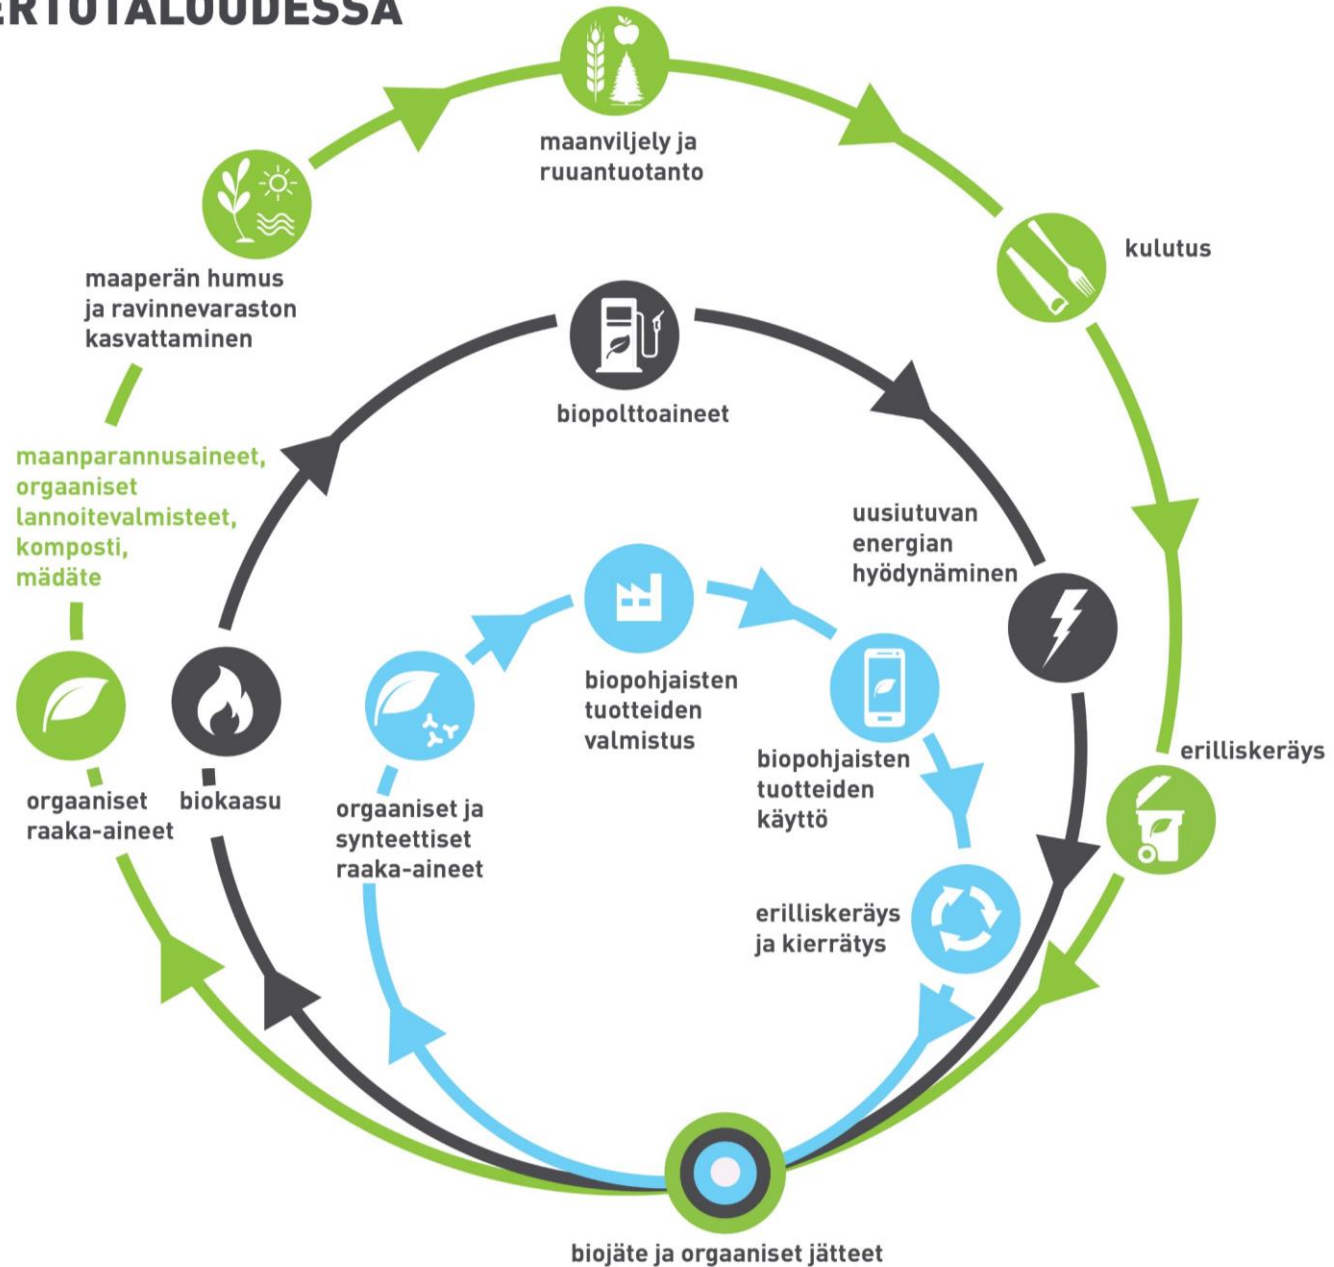 ERTOTALOUDESSA
maanviljely ja
ruuantuotanto
kulutus
maaperän humus
ja ravinnevaraston
kasvattaminen
biopolttoaineet
maanparannusaineet,
orgaaniset
lannoitevalmisteet,
komposti,
mädäte
uusiutuvan
energian
hyödynäminen
biopohjaisten
tuotteiden
valmistus
biopohjaisten
tuotteiden
käyttö
erilliskeräys
orgaaniset
raaka-aineet
biokaasu
orgaaniset ja
synteettiset
raaka-aineet
erilliskeräys
ja kierrätys
biojäte ja orgaaniset jätteet